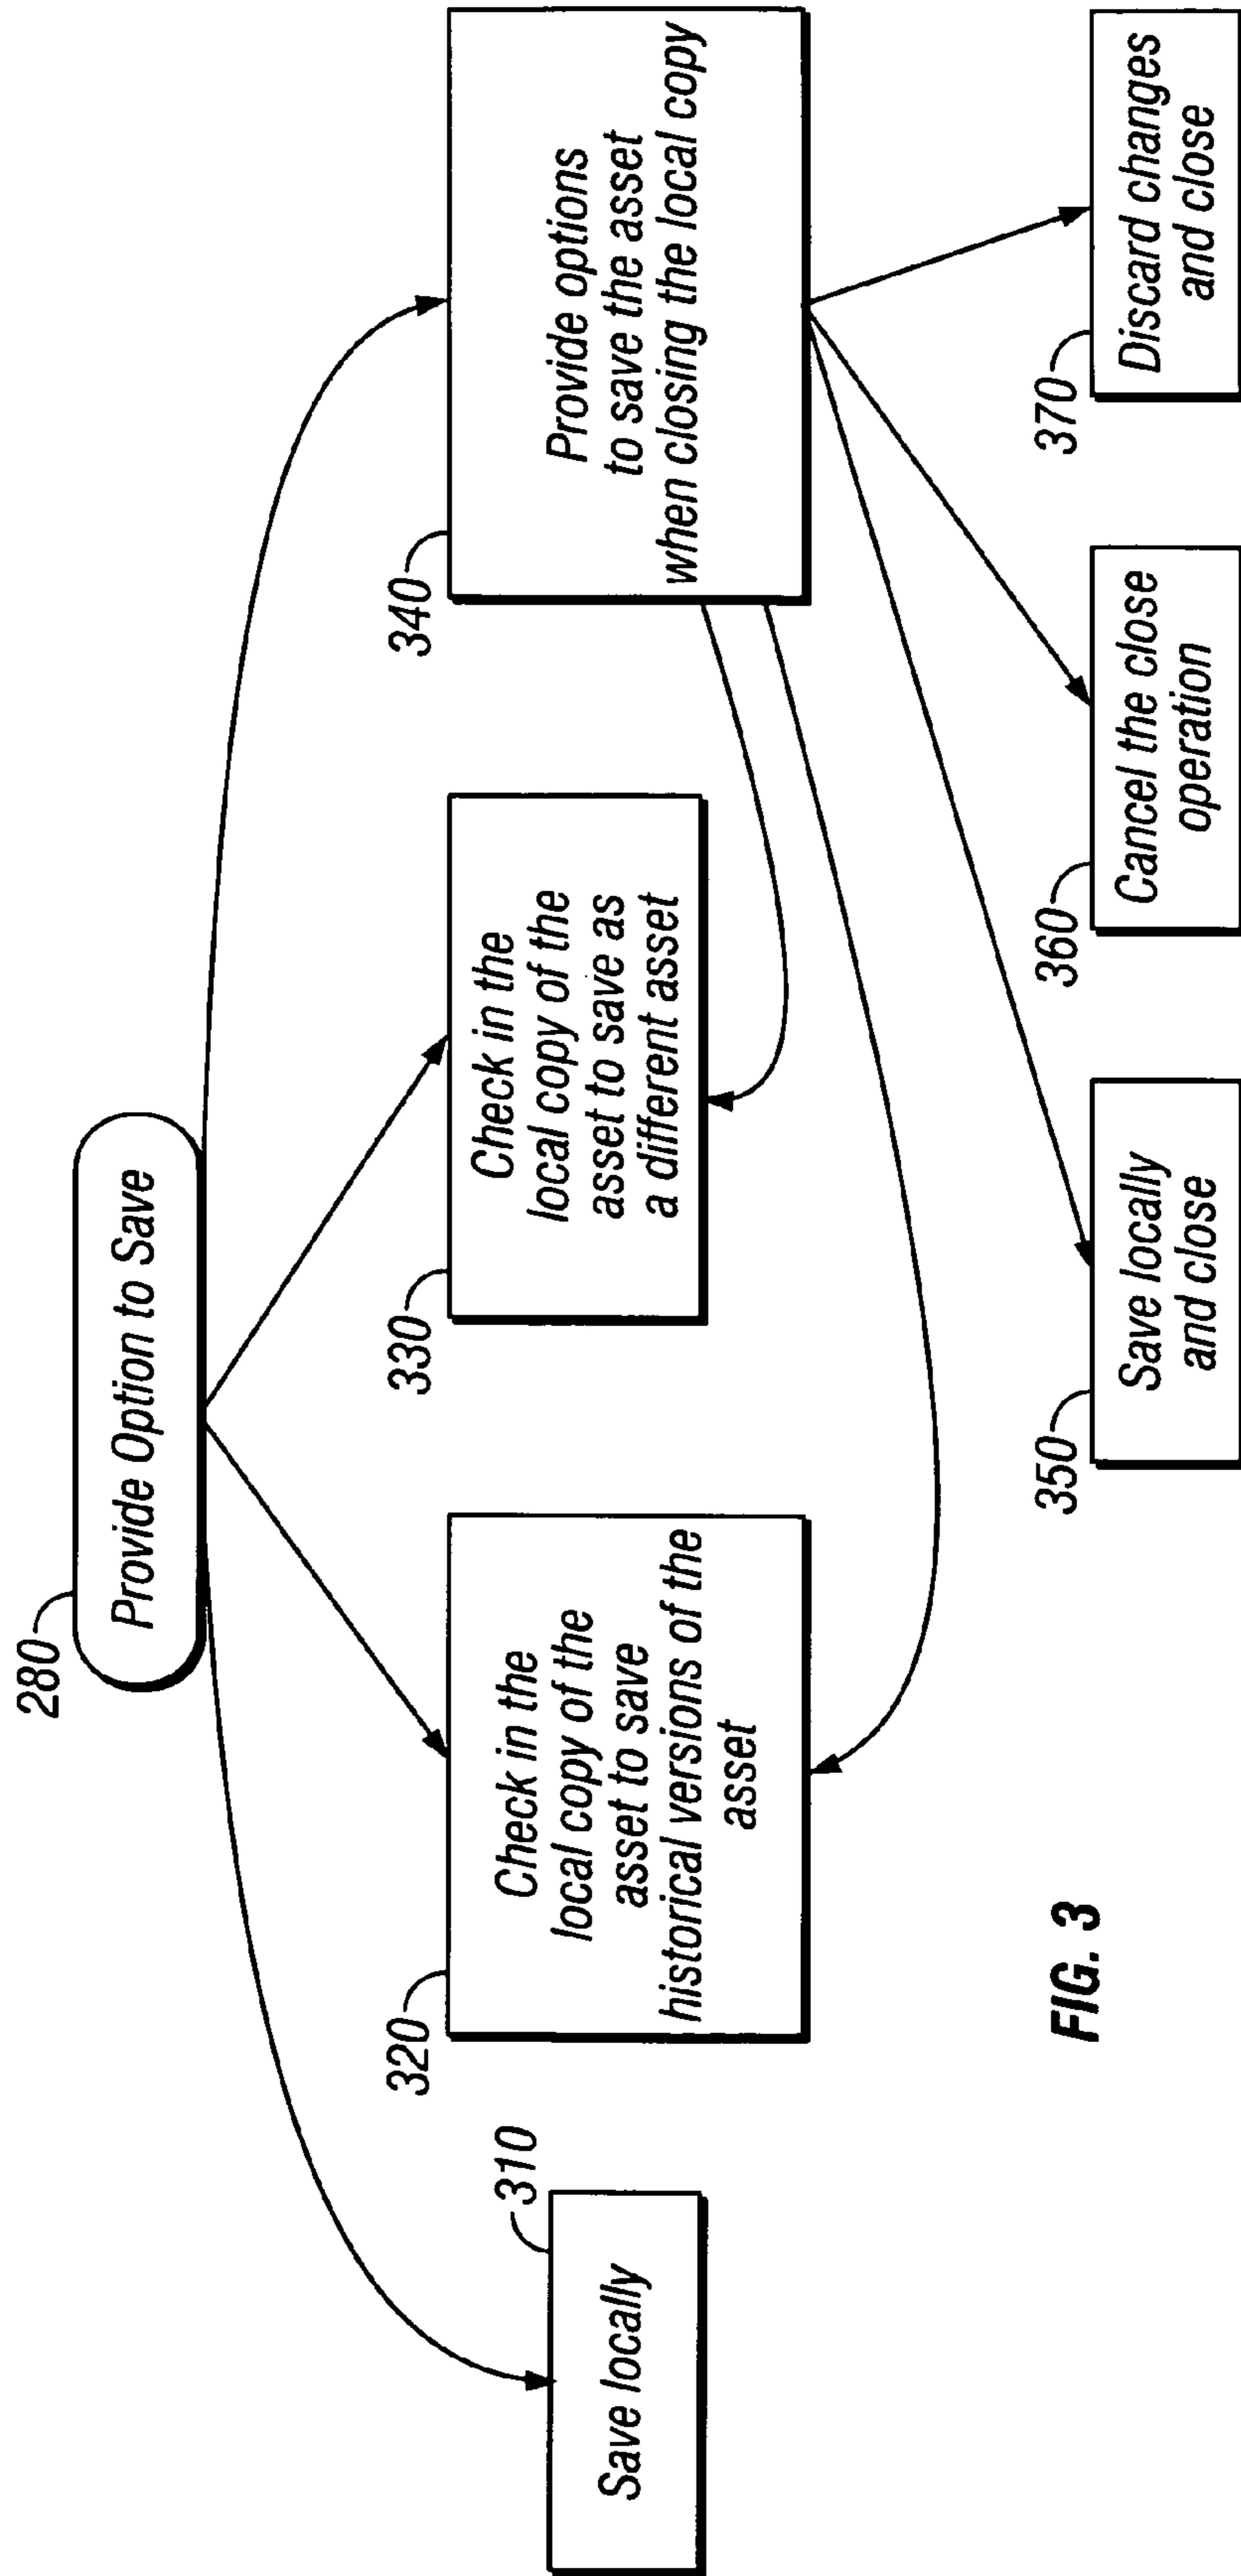 280
Provide Option to Save
310
Save locally
320
Check in the
local copy of the
asset to save
historical versions of the
asset
330
Check in the
local copy of the
asset to save as
a different asset
340
Provide options
to save the asset
when closing the local copy
350
Save locally
and close
360
Cancel the close
operation
370
Discard changes
and close
FIG. 3